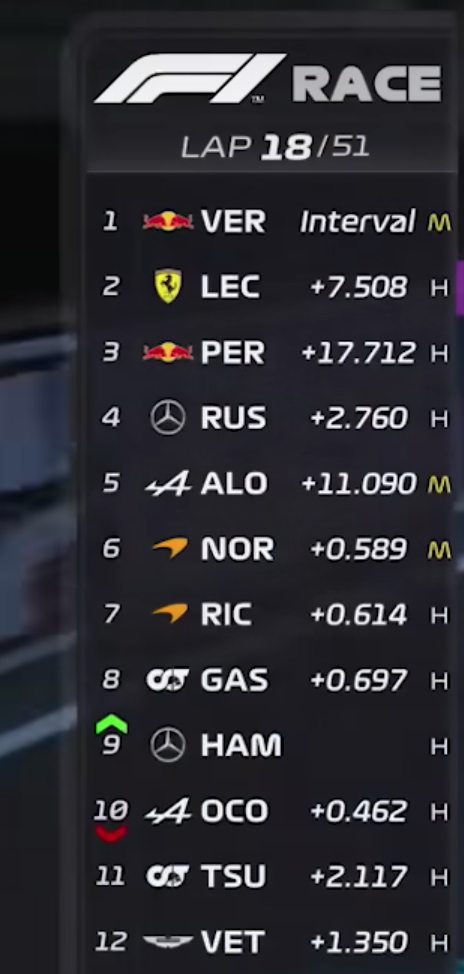 F1™ RACE
LAP 18/51
1 VER Interval M
2 LEC +7.508 H
3 PER +17.712 H
4 RUS +2.760 H
5 ALO +11.090 M
6 NOR +0.589 M
7 RIC +0.614 H
8 GAS +0.697 H
9 HAM H
10 OCO +0.462 H
11 TSU +2.117 H
12 VET +1.350 H